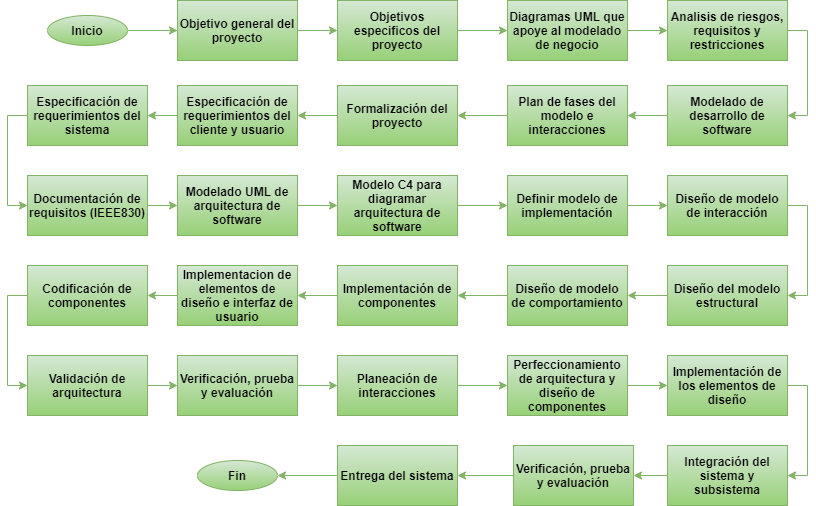 Inicio
Objetivo general del
proyecto
Objetivos
especificos del
proyecto
Diagramas UML que
apoye al modelado
de negocio
Analisis de riesgos,
requisitos y
restricciones
Modelado de
desarrollo de
software
Plan de fases del
modelo e
interacciones
Formalización del
proyecto
Especificación de
requerimientos del
cliente y usuario
Especificación de
requerimientos del
sistema
Documentación de
requisitos (IEEE830)
Modelado UML de
arquitectura de
software
Modelo C4 para
diagramar
arquitectura de
software
Definir modelo de
implementación
Diseño de modelo
de interacción
Diseño del modelo
estructural
Diseño de modelo
de comportamiento
Implementación de
componentes
Implementacion de
elementos de
diseño e interfaz de
usuario
Codificación de
componentes
Validación de
arquitectura
Verificación, prueba
y evaluación
Planeación de
interacciones
Perfeccionamiento
de arquitectura y
diseño de
componentes
Implementación de
los elementos de
diseño
Integración del
sistema y
subsistema
Verificación, prueba
y evaluación
Entrega del sistema
Fin